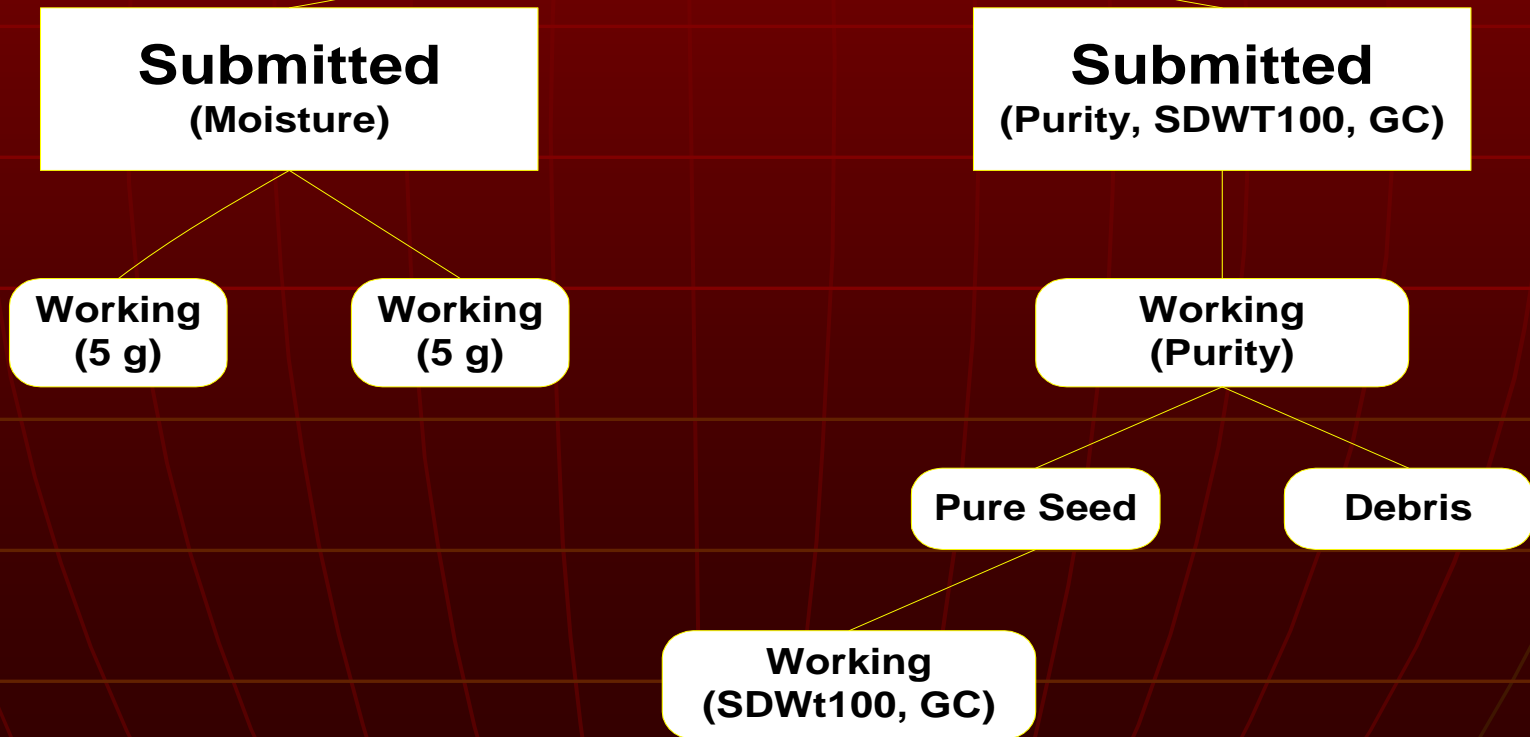 Submitted
(Moisture)
Submitted
(Purity, SDWT100, GC)
Working
(5 g)
Working
(5 g)
Working
(Purity)
Pure Seed
Debris
Working
(SDWt100, GC)